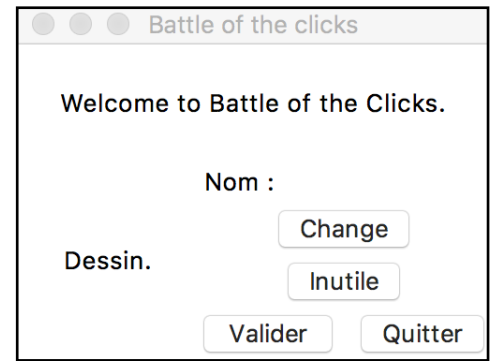 Battle of the clicks
Welcome to Battle of the Clicks.
Nom :
Change
Dessin.
Inutile
Valider Quitter